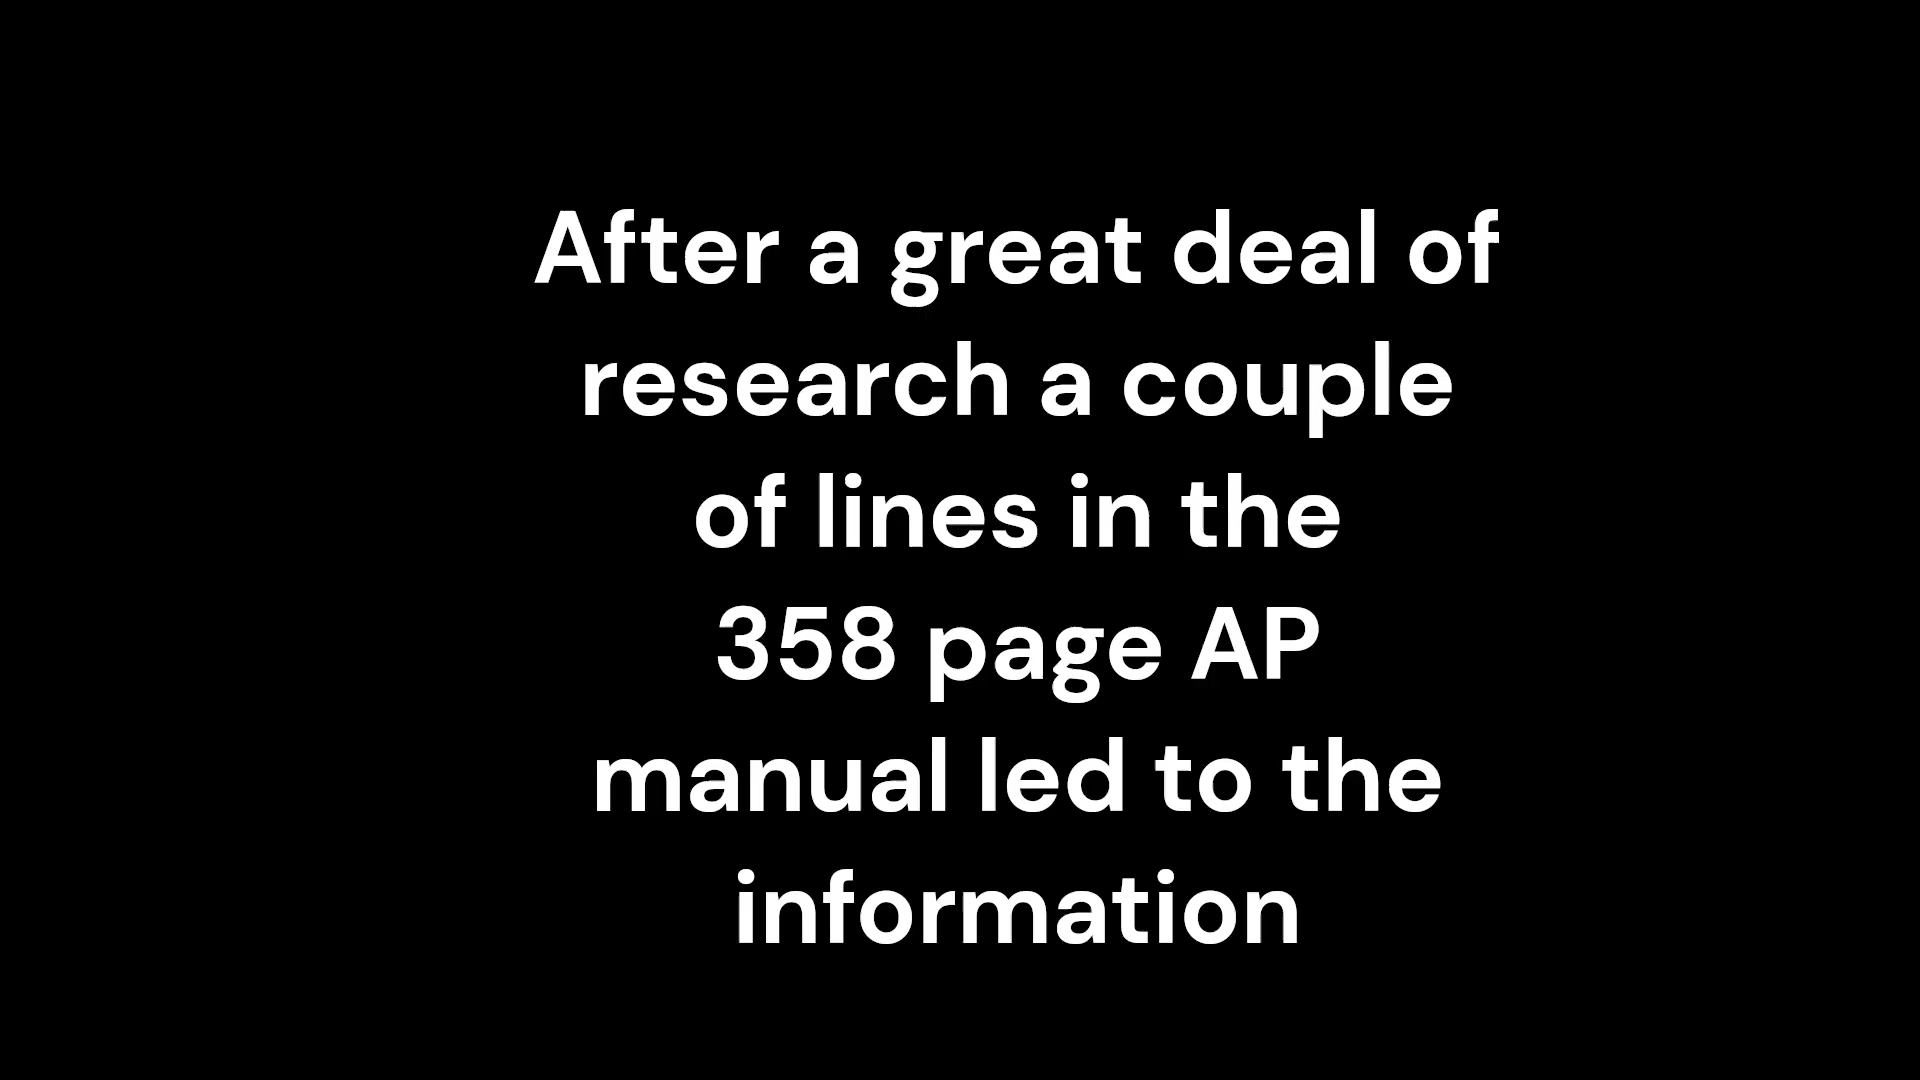 After a great deal of
research a couple
of lines in the
358 page AP
manual led to the
information